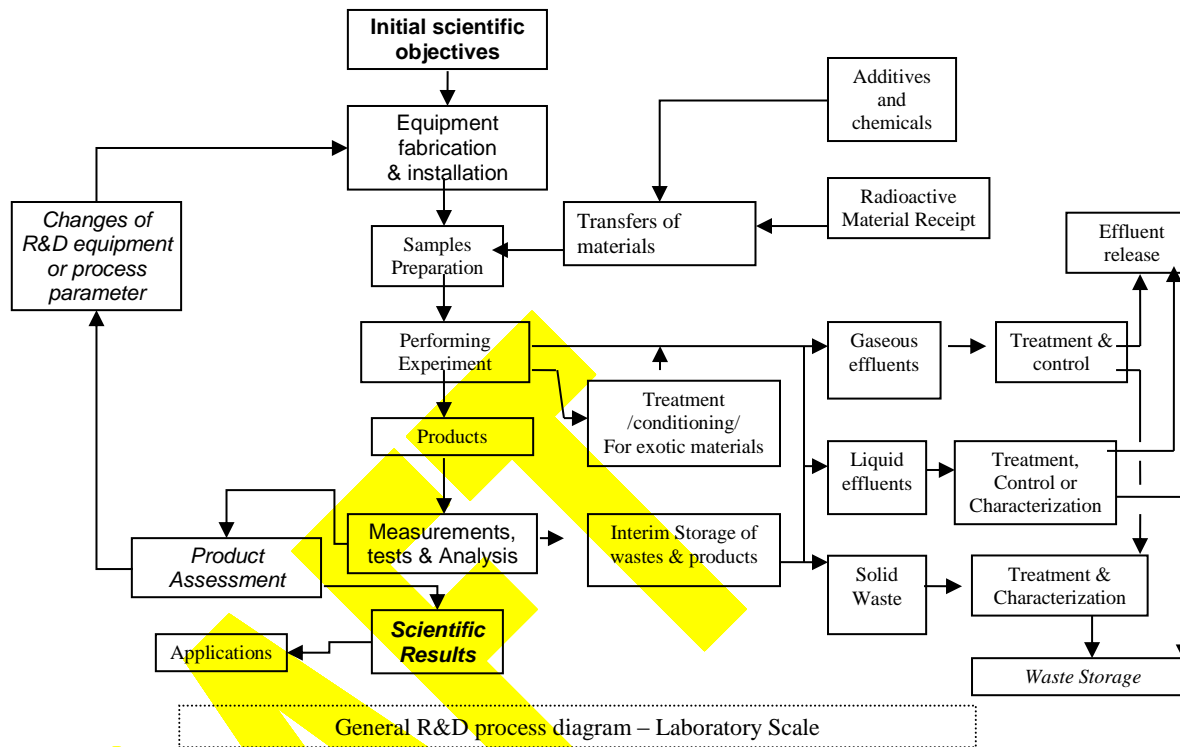 Initial scientific
objectives
Additives
and
chemicals
Equipment
fabrication
& installation
Radioactive
Material Receipt
Changes of
R&D equipment
or process
parameter
Transfers of
materials
Effluent
release
Samples
Preparation
Performing
Experiment
Gaseous
effluents
Treatment &
control
Treatment
/conditioning/
For exotic materials
Products
Liquid
effluents
Treatment,
Control or
Characterization
Measurements,
tests & Analysis
Interim Storage of
wastes & products
Product
Assessment
Solid
Waste
Treatment &
Characterization
Scientific
Results
Applications
Waste Storage
General R&D process diagram – Laboratory Scale